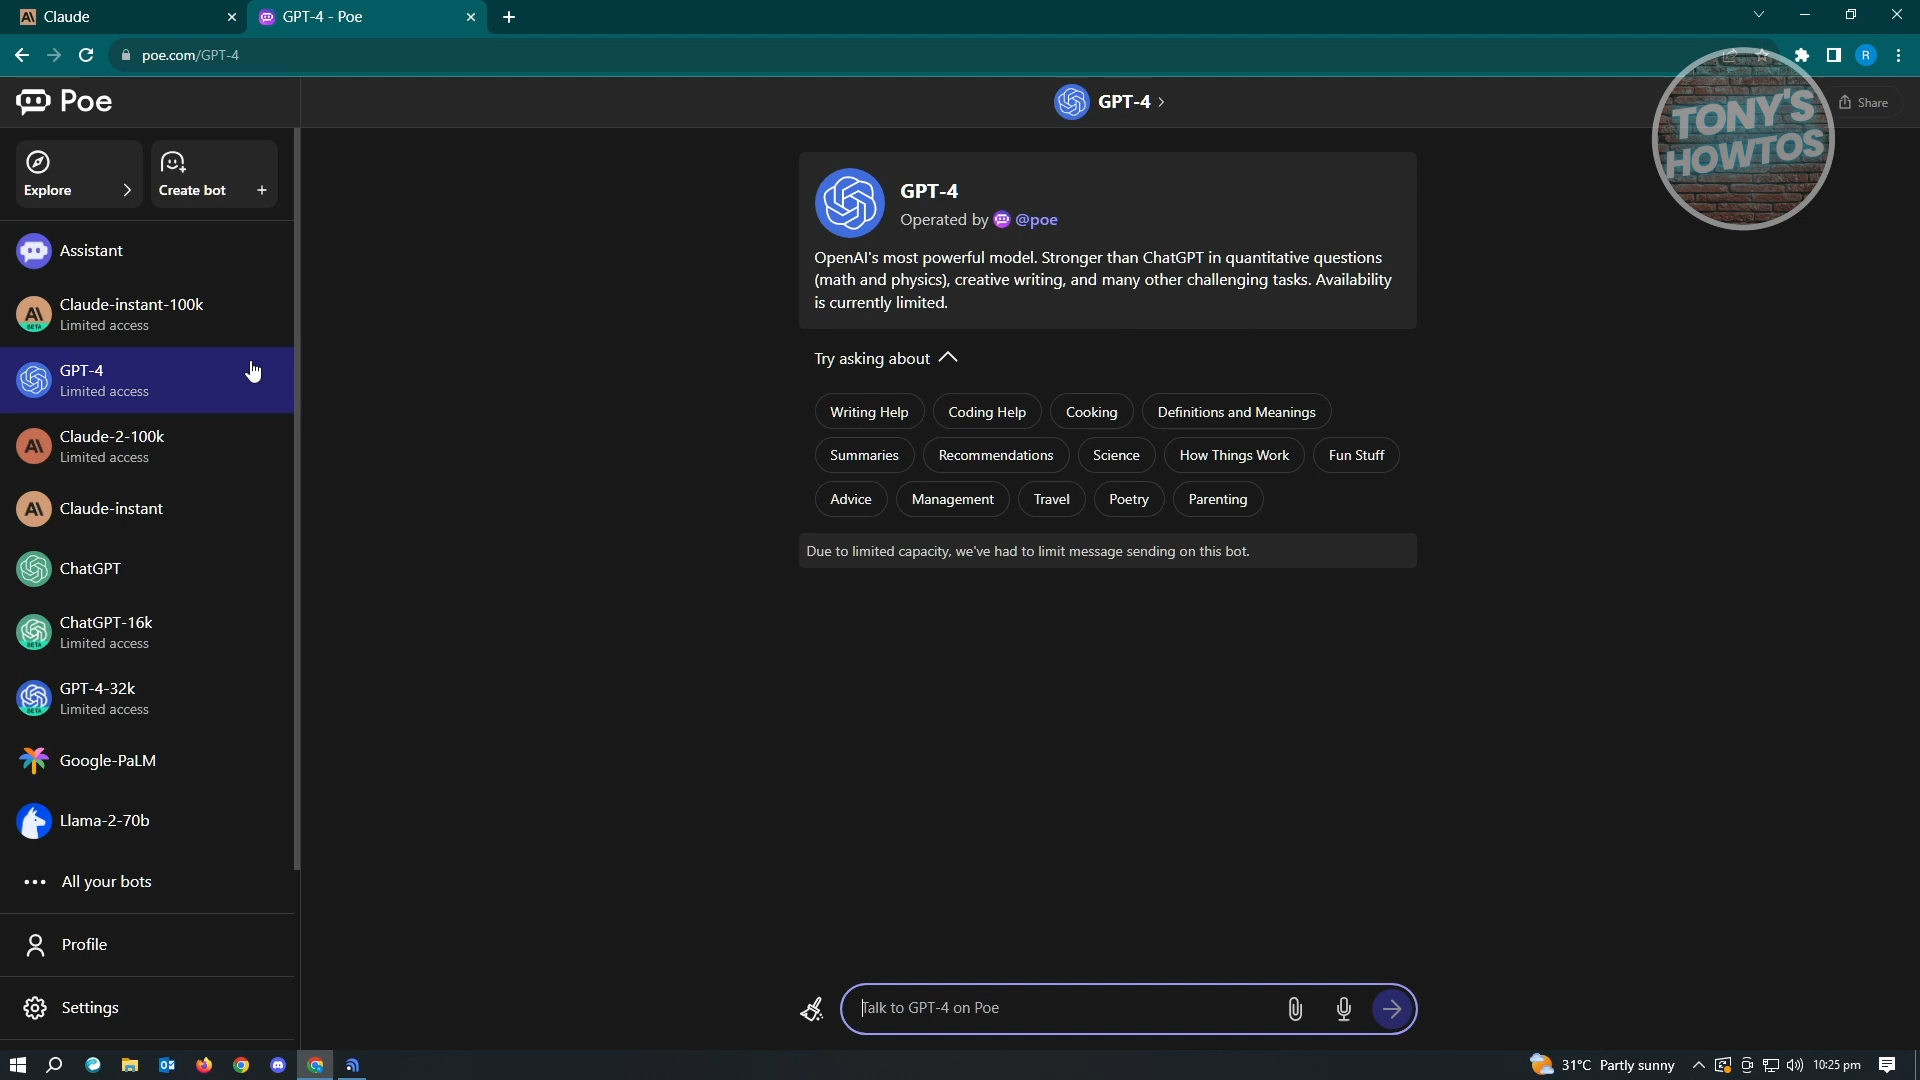 Claude
GPT-4 - Poe
poe.com/GPT-4
R
Poe
GPT-4
Share
TONY'S
HOWTOS
Explore
Create bot
Assistant
Claude-instant-100k
Limited access
BETA
GPT-4
Limited access
Claude-2-100k
Limited access
Claude-instant
ChatGPT
ChatGPT-16k
Limited access
BETA
GPT-4-32k
Limited access
BETA
Google-PaLM
Llama-2-70b
All your bots
Profile
Settings
GPT-4
Operated by @poe
OpenAI's most powerful model. Stronger than ChatGPT in quantitative questions
(math and physics), creative writing, and many other challenging tasks. Availability
is currently limited.
Try asking about
Writing Help Coding Help Cooking Definitions and Meanings
Summaries Recommendations Science How Things Work Fun Stuff
Advice Management Travel Poetry Parenting
Due to limited capacity, we've had to limit message sending on this bot.
Talk to GPT-4 on Poe
31°C Partly sunny
10:25 pm